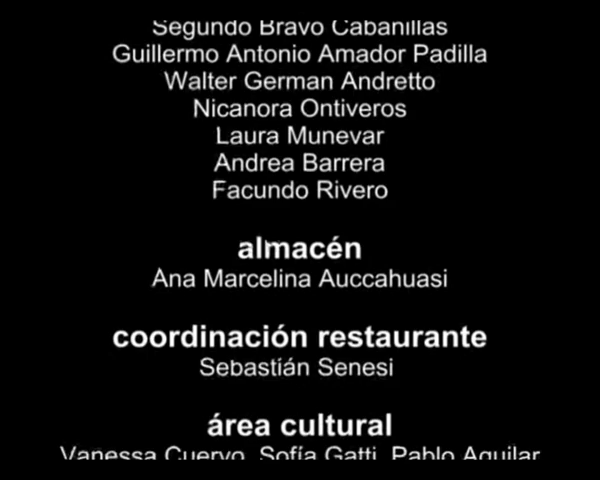 Segundo Bravo Cabanillas
Guillermo Antonio Amador Padilla
Walter German Andretto
Nicanora Ontiveros
Laura Munevar
Andrea Barrera
Facundo Rivero
almacén
Ana Marcelina Auccahuasi
coordinación restaurante
Sebastián Senesi
área cultural
Vanessa Cuervo, Sofía Gatti, Pablo Aguilar